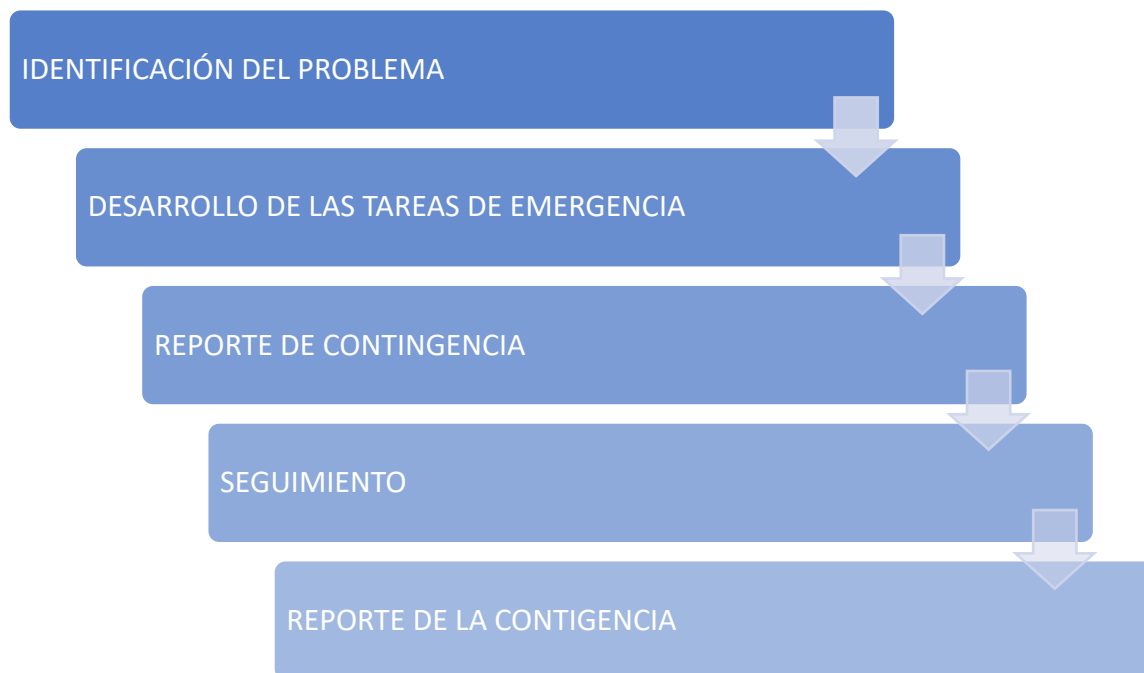 IDENTIFICACIÓN DEL PROBLEMA
DESARROLLO DE LAS TAREAS DE EMERGENCIA
REPORTE DE CONTINGENCIA
SEGUIMIENTO
REPORTE DE LA CONTIGENCIA